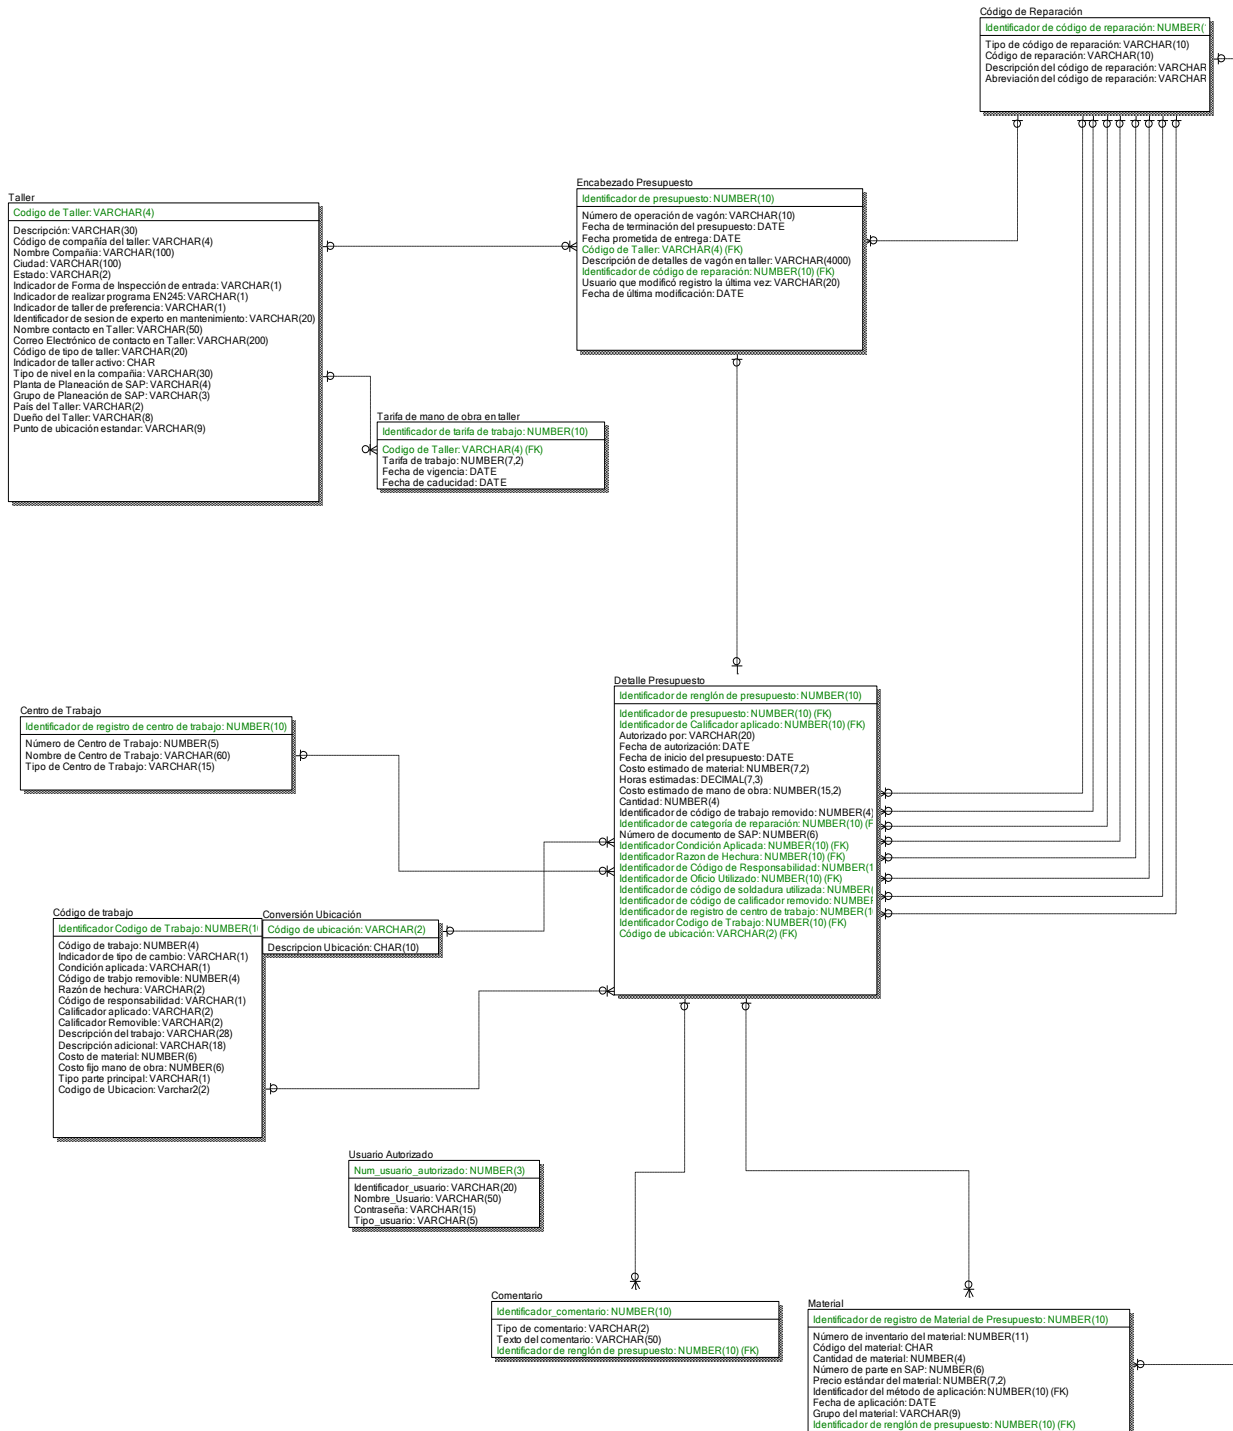 Código de Reparación
Identificador de código de reparación: NUMBER(
Tipo de código de reparación: VARCHAR(10)
Código de reparación: VARCHAR(10)
Descripción del código de reparación: VARCHAR
Abreviación del código de reparación: VARCHAR
Encabezado Presupuesto
Identificador de presupuesto: NUMBER(10)
Número de operación de vagón: VARCHAR(10)
Fecha de terminación del presupuesto: DATE
Fecha prometida de entrega: DATE
Código de Taller: VARCHAR(4) (FK)
Descripción de detalles de vagón en taller: VARCHAR(4000)
Identificador de código de reparación: NUMBER(10) (FK)
Usuario que modificó registro la última vez: VARCHAR(20)
Fecha de última modificación: DATE
Taller
Codigo de Taller: VARCHAR(4)
Descripción: VARCHAR(30)
Código de compañía del taller: VARCHAR(4)
Nombre Compañia: VARCHAR(100)
Ciudad: VARCHAR(100)
Estado: VARCHAR(2)
Indicador de Forma de Inspección de entrada: VARCHAR(1)
Indicador de realizar programa EN245: VARCHAR(1)
Indicador de taller de preferencia: VARCHAR(1)
Identificador de sesion de experto en mantenimiento: VARCHAR(20)
Nombre contacto en Taller: VARCHAR(50)
Correo Electrónico de contacto en Taller: VARCHAR(200)
Código de tipo de taller: VARCHAR(20)
Indicador de taller activo: CHAR
Tipo de nivel en la compañia: VARCHAR(30)
Planta de Planeación de SAP: VARCHAR(4)
Grupo de Planeación de SAP: VARCHAR(3)
País del Taller: VARCHAR(2)
Dueño del Taller: VARCHAR(8)
Punto de ubicación estandar: VARCHAR(9)
Tarifa de mano de obra en taller
Identificador de tarifa de trabajo: NUMBER(10)
Codigo de Taller: VARCHAR(4) (FK)
Tarifa de trabajo: NUMBER(7,2)
Fecha de vigencia: DATE
Fecha de caducidad: DATE
Detalle Presupuesto
Identificador de renglón de presupuesto: NUMBER(10)
Identificador de presupuesto: NUMBER(10) (FK)
Identificador de Calificador aplicado: NUMBER(10) (FK)
Autorizado por: VARCHAR(20)
Fecha de autorización: DATE
Fecha de inicio del presupuesto: DATE
Costo estimado de material: NUMBER(7,2)
Horas estimadas: DECIMAL(7,3)
Costo estimado de mano de obra: NUMBER(15,2)
Cantidad: NUMBER(4)
Identificador de código de trabajo removido: NUMBER(4)
Identificador de categoría de reparación: NUMBER(10) (F
Número de documento de SAP: NUMBER(6)
Identificador Condición Aplicada: NUMBER(10) (FK)
Identificador Razon de Hechura: NUMBER(10) (FK)
Identificador de Código de Responsabilidad: NUMBER(1
Identificador de Oficio Utilizado: NUMBER(10) (FK)
Identificador de código de soldadura utilizada: NUMBER(
Identificador de código de calificador removido: NUMBER
Identificador de registro de centro de trabajo: NUMBER(1
Identificador Codigo de Trabajo: NUMBER(10) (FK)
Código de ubicación: VARCHAR(2) (FK)
Centro de Trabajo
Identificador de registro de centro de trabajo: NUMBER(10)
Número de Centro de Trabajo: NUMBER(5)
Nombre de Centro de Trabajo: VARCHAR(60)
Tipo de Centro de Trabajo: VARCHAR(15)
Código de trabajo
Identificador Codigo de Trabajo: NUMBER(1
Código de trabajo: NUMBER(4)
Indicador de tipo de cambio: VARCHAR(1)
Condición aplicada: VARCHAR(1)
Código de trabjo removible: NUMBER(4)
Razón de hechura: VARCHAR(2)
Código de responsabilidad: VARCHAR(1)
Calificador aplicado: VARCHAR(2)
Calificador Removible: VARCHAR(2)
Descripción del trabajo: VARCHAR(28)
Descripción adicional: VARCHAR(18)
Costo de material: NUMBER(6)
Costo fijo mano de obra: NUMBER(6)
Tipo parte principal: VARCHAR(1)
Codigo de Ubicacion: Varchar2(2)
Conversión Ubicación
Código de ubicación: VARCHAR(2)
Descripcion Ubicación: CHAR(10)
Usuario Autorizado
Num_usuario_autorizado: NUMBER(3)
Identificador_usuario: VARCHAR(20)
Nombre_Usuario: VARCHAR(50)
Contraseña: VARCHAR(15)
Tipo_usuario: VARCHAR(5)
Comentario
Identificador_comentario: NUMBER(10)
Tipo de comentario: VARCHAR(2)
Texto del comentario: VARCHAR(50)
Identificador de renglón de presupuesto: NUMBER(10) (FK)
Material
Identificador de registro de Material de Presupuesto: NUMBER(10)
Número de inventario del material: NUMBER(11)
Código del material: CHAR
Cantidad de material: NUMBER(4)
Número de parte en SAP: NUMBER(6)
Precio estándar del material: NUMBER(7,2)
Identificador del método de aplicación: NUMBER(10) (FK)
Fecha de aplicación: DATE
Grupo del material: VARCHAR(9)
Identificador de renglón de presupuesto: NUMBER(10) (FK)